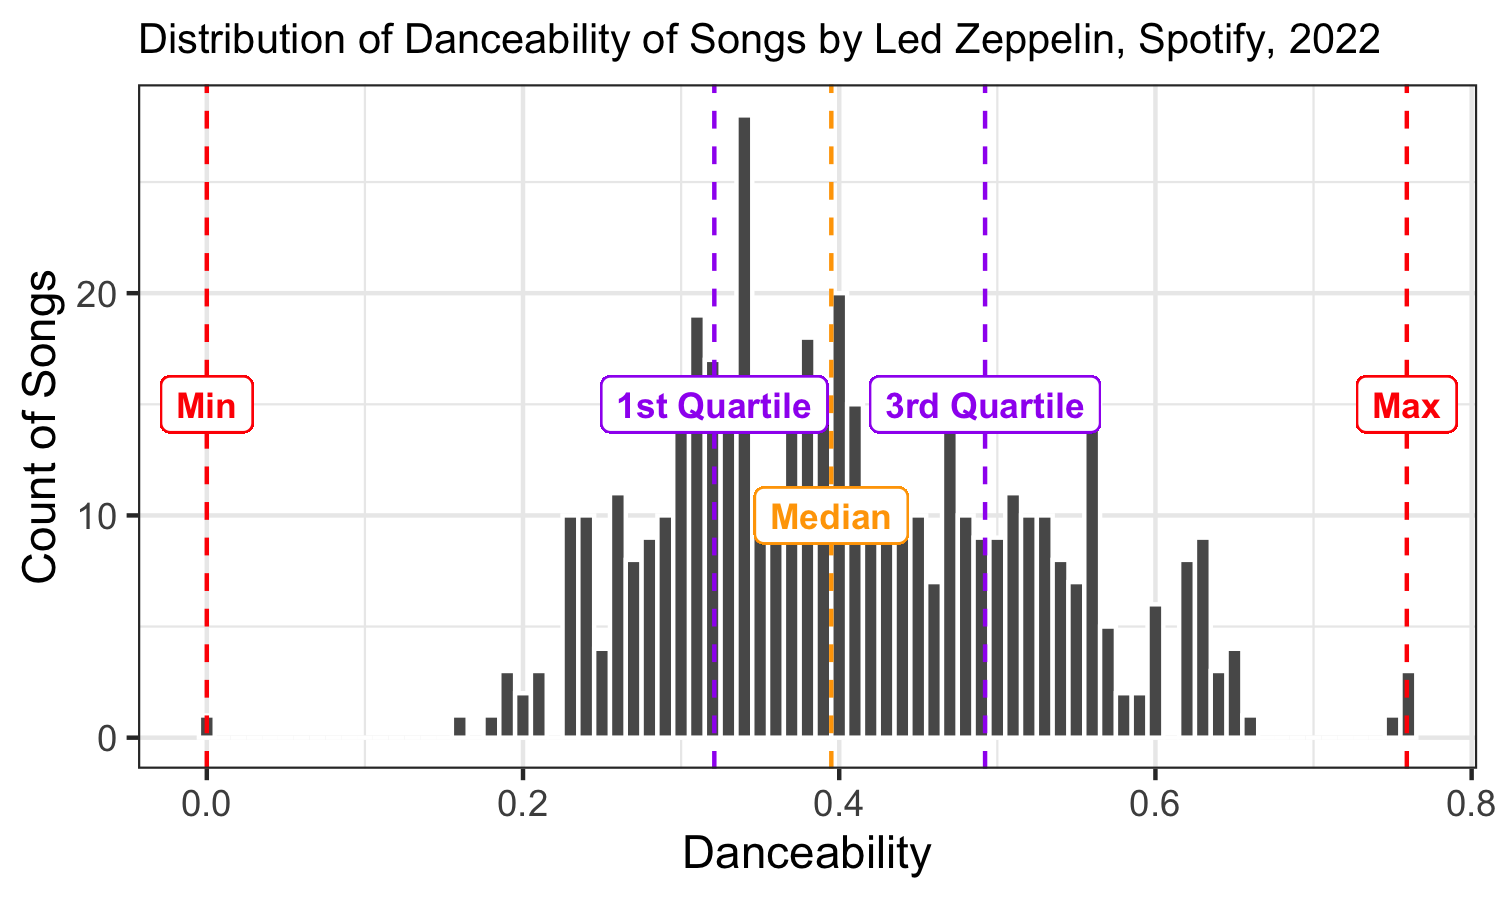 Distribution of Danceability of Songs by Led Zeppelin, Spotify, 2022
Count of Songs
20
10
0
Min
1st Quartile
3rd Quartile
Max
Median
0.0 0.2 0.4 0.6 0.8
Danceability